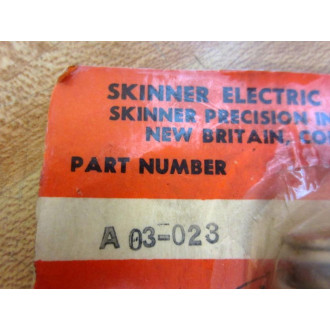 SKINNER ELECTRIC
SKINNER PRECISION IN
NEW BRITAIN, CO
PART NUMBER
A 03-023